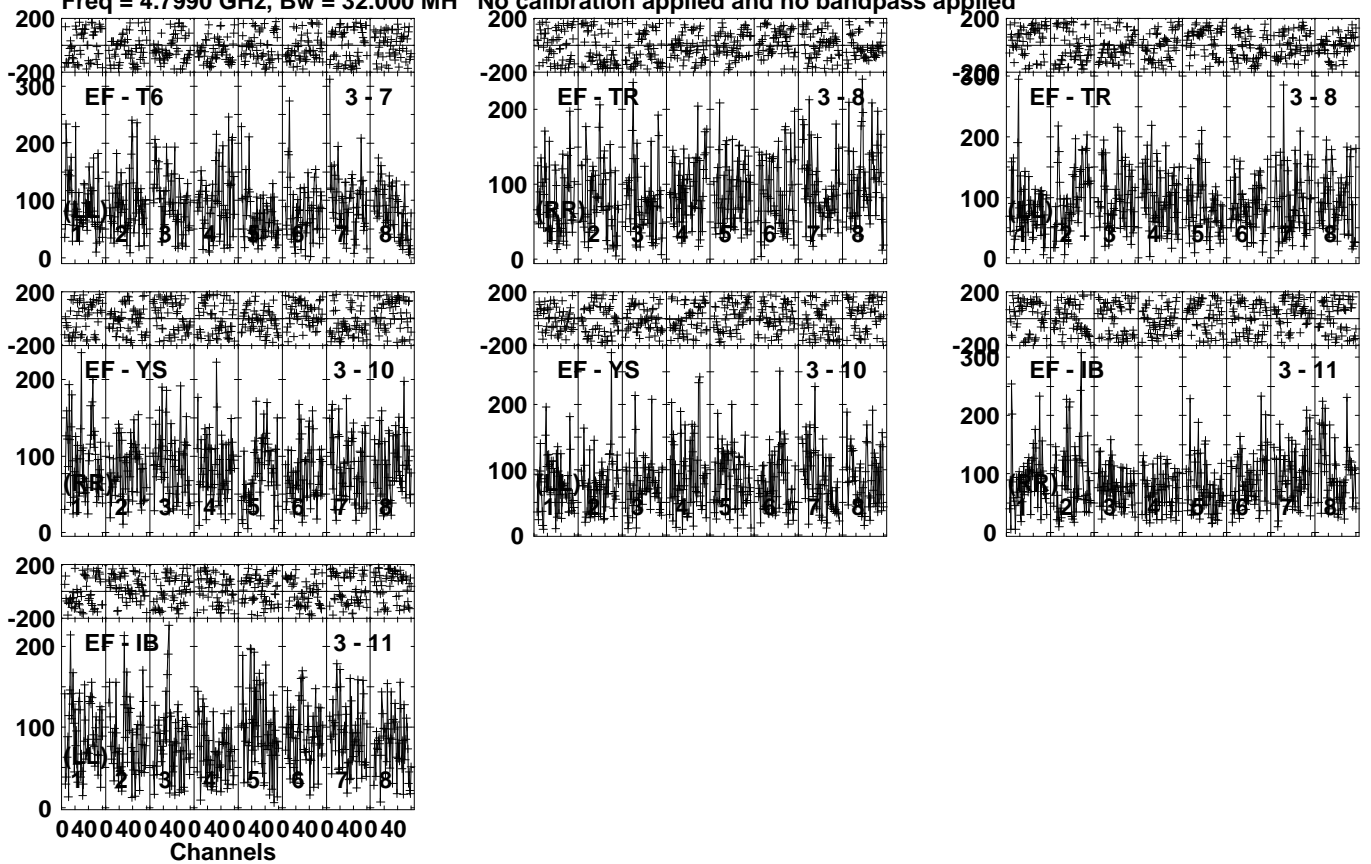 Freq = 4.7990 GHz, Bw = 32.000 MH No calibration applied and no bandpass applied
200
-200
300
200
100
0
EF - T6 3 - 7
(LL)
1 2 3 4 5 6 7 8
200
-200
200
100
0
EF - TR 3 - 8
(RR)
1 2 3 4 5 6 7 8
200
-200
300
200
100
0
EF - TR 3 - 8
(LL)
1 2 3 4 5 6 7 8
200
-200
200
100
0
EF - YS 3 - 10
(RR)
1 2 3 4 5 6 7 8
200
-200
200
100
0
EF - YS 3 - 10
(LL)
1 2 3 4 5 6 7 8
200
-200
300
200
100
0
EF - IB 3 - 11
(RR)
1 2 3 4 5 6 7 8
200
-200
200
100
0
EF - IB 3 - 11
(LL)
1 2 3 4 5 6 7 8
0 40 0 40 0 40 0 40 0 40 0 40 0 40 0 40
Channels